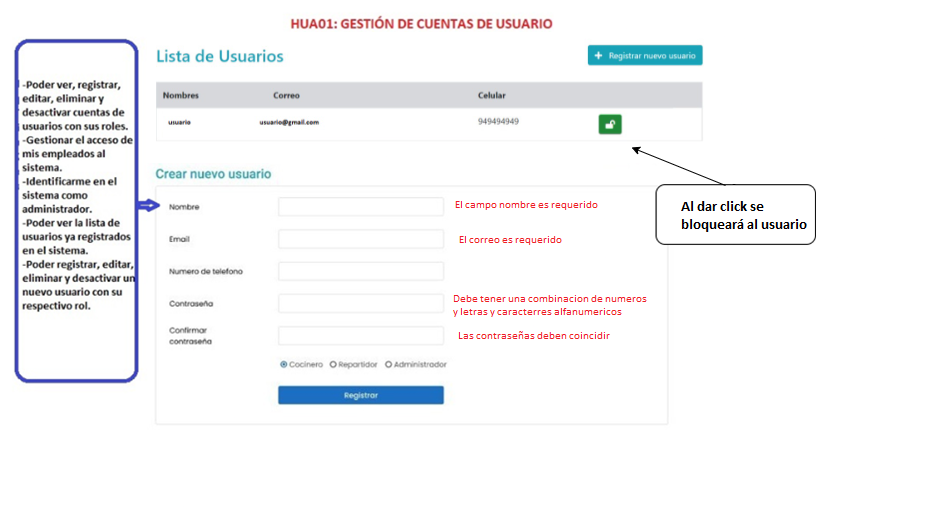 HUA01: GESTIÓN DE CUENTAS DE USUARIO
-Poder ver, registrar,
editar, eliminar y
desactivar cuentas de
usuarios con sus roles.
-Gestionar el acceso de
mis empleados al
sistema.
-Identificarme en el
sistema como
administrador.
-Poder ver la lista de
usuarios ya registrados
en el sistema.
-Poder registrar, editar,
eliminar y desactivar un
nuevo usuario con su
respectivo rol.
Lista de Usuarios
+ Registrar nuevo usuario
Nombres Correo Celular
usuario usuario@gmail.com 949494949
Al dar click se
bloqueará al usuario
Crear nuevo usuario
Nombre El campo nombre es requerido
Email El correo es requerido
Numero de telefono
Contraseña Debe tener una combinacion de numeros
y letras y caracterres alfanumericos
Confirmar
contraseña Las contraseñas deben coincidir
Cocinero Repartidor Administrador
Registrar